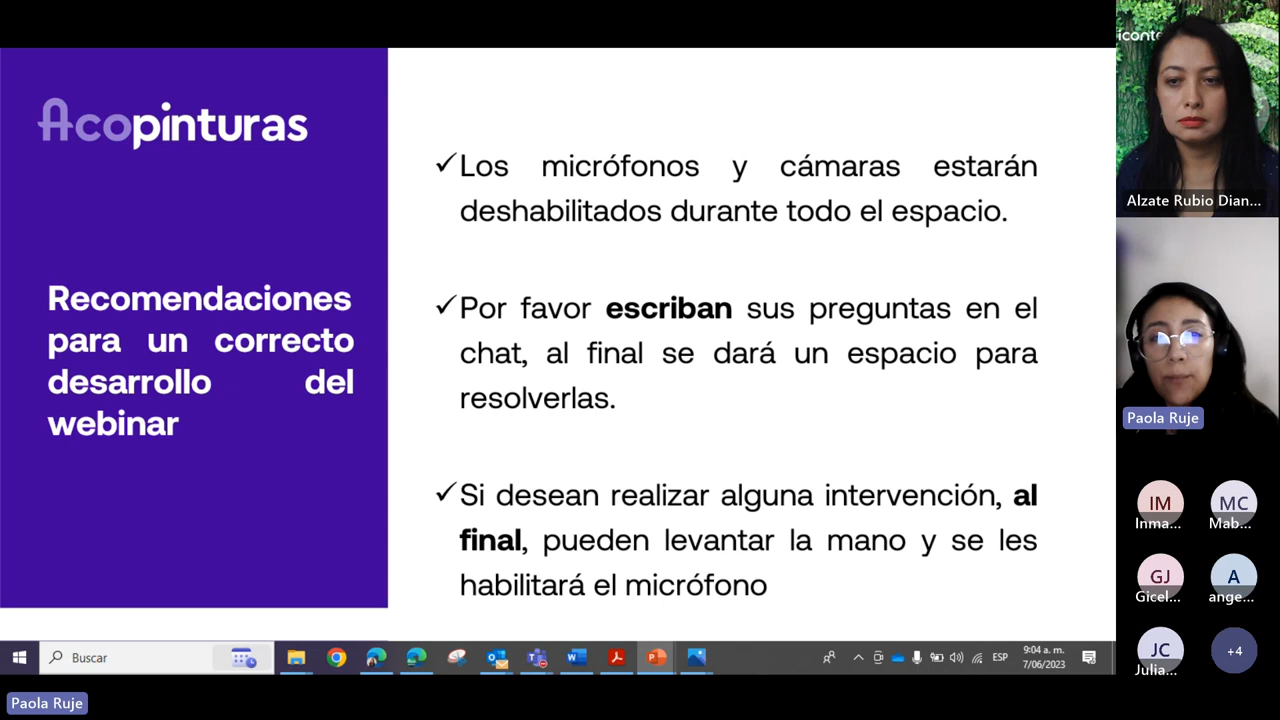 Acopinturas
Recomendaciones
para un correcto
desarrollo del
webinar
✓Los micrófonos y cámaras estarán
deshabilitados durante todo el espacio.
✓Por favor escriban sus preguntas en el
chat, al final se dará un espacio para
resolverlas.
✓Si desean realizar alguna intervención, al
final, pueden levantar la mano y se les
habilitará el micrófono
Alzate Rubio Dian...
Paola Ruje
IM
MC
Inma...
Mab...
GJ
A
Gicel...
ange...
JC
+4
Julia...
Buscar
ESP
9:04 a. m.
7/06/2023
Paola Ruje